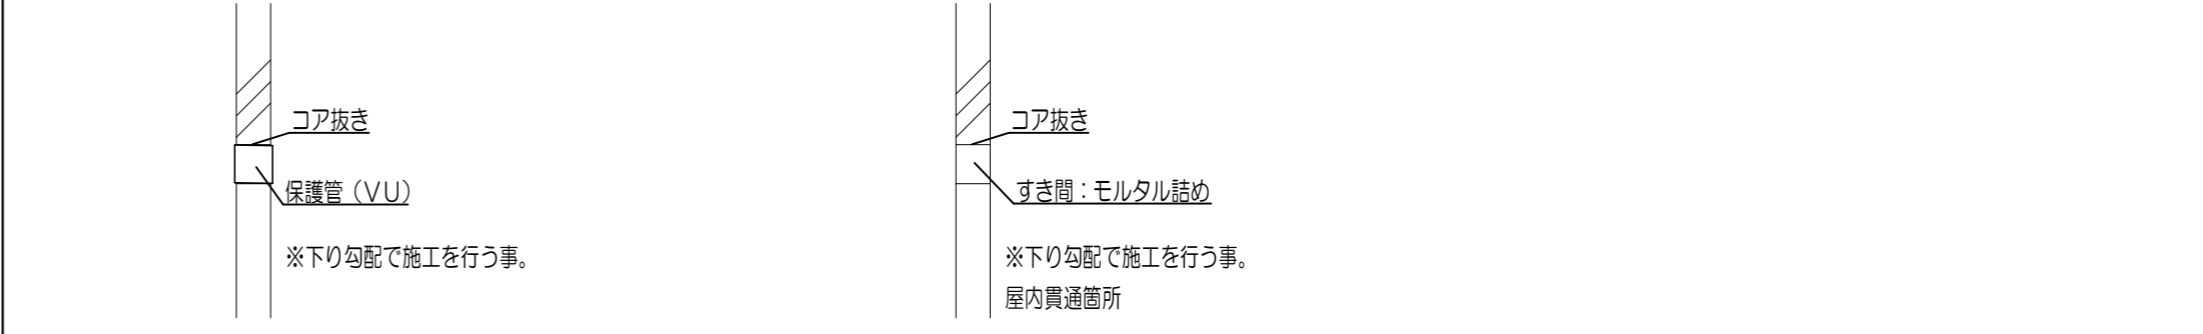 コア抜き
保護管（ＶＵ）
※下り勾配で施工を行う事。
コア抜き
すき間：モルタル詰め
※下り勾配で施工を行う事。
屋内貫通箇所